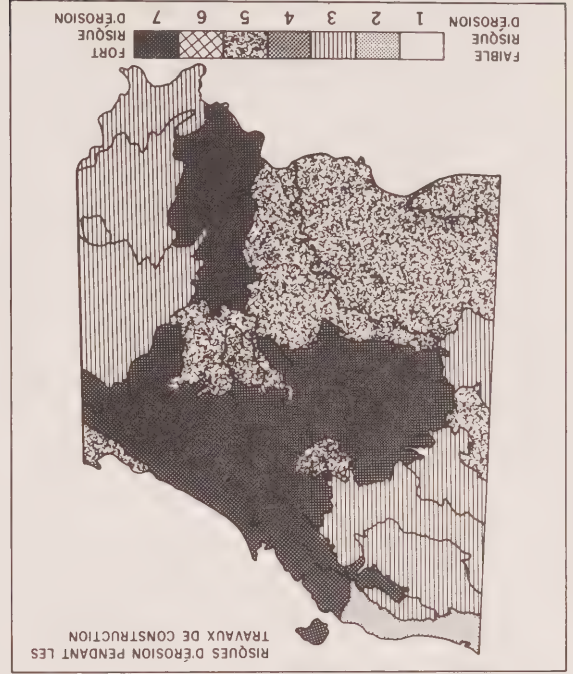 RISQUES D'ÉROSION PENDANT LES
TRAVAUX DE CONSTRUCTION
FAIBLE
RISQUE
D'ÉROSION
1 2 3 4 5 6 7
FORT
RISQUE
D'ÉROSION